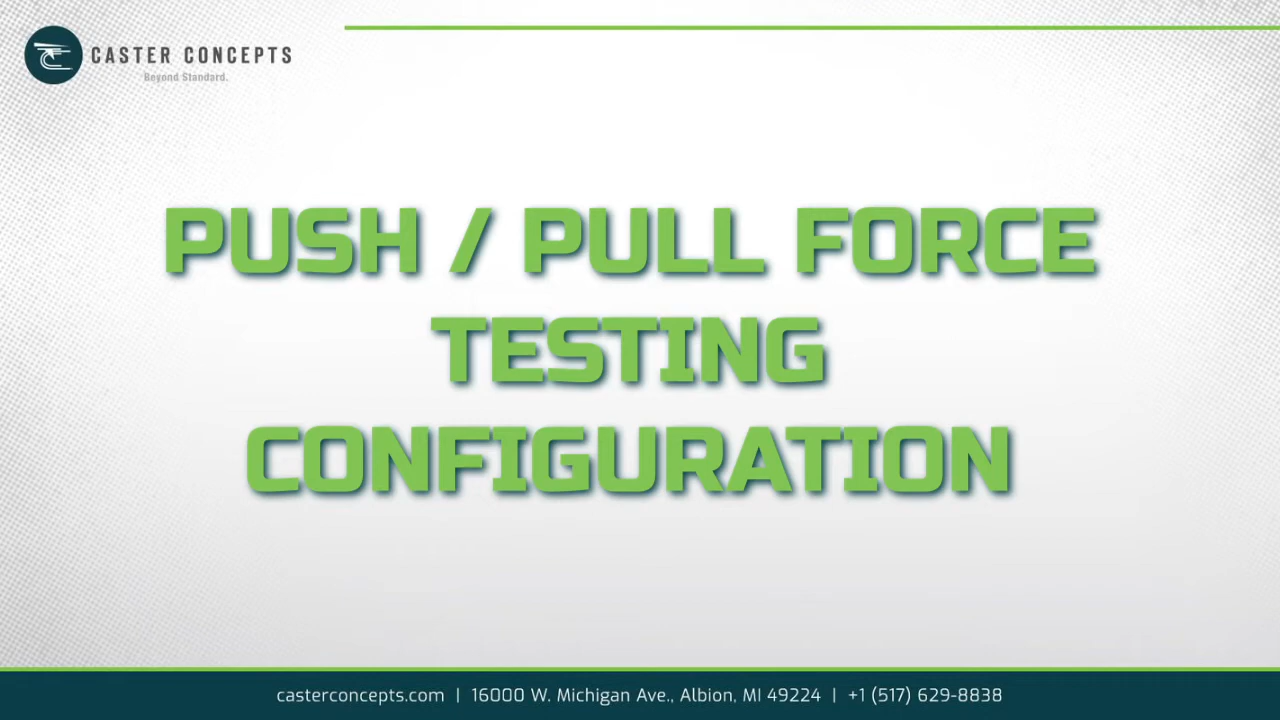 CASTER CONCEPTS
Beyond Standard.
PUSH / PULL FORCE
TESTING
CONFIGURATION
casterconcepts.com | 16000 W. Michigan Ave., Albion, MI 49224 | +1 (517) 629-8838